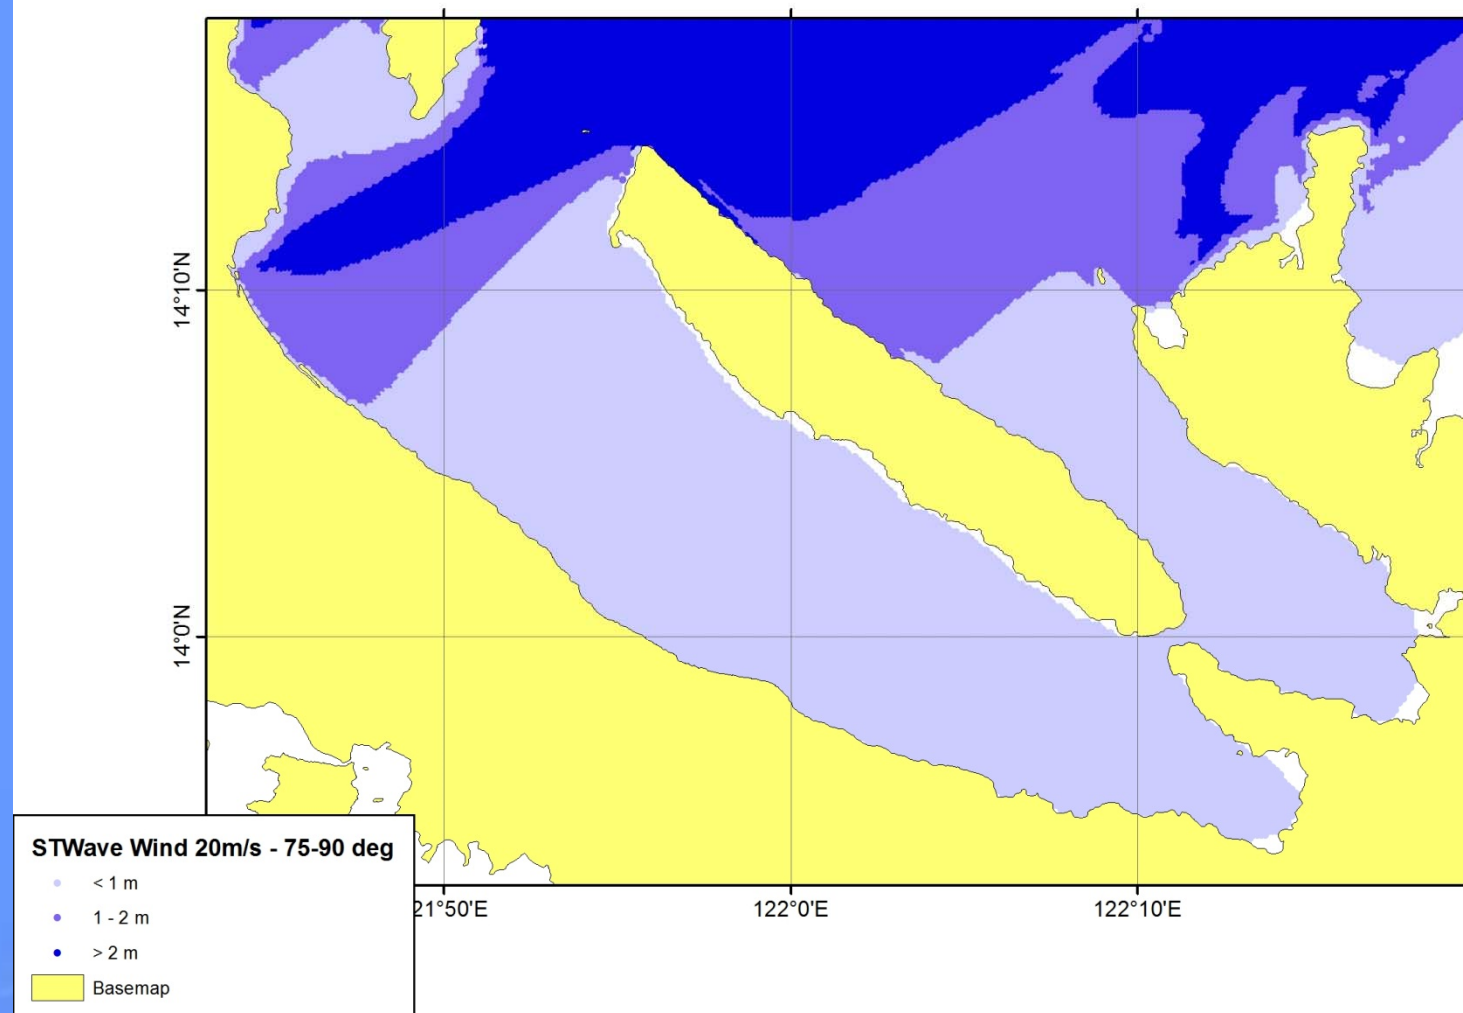 14°10'N
14°0'N
21°50'E
122°0'E
122°10'E
STWave Wind 20m/s - 75-90 deg
< 1 m
1 - 2 m
> 2 m
Basemap